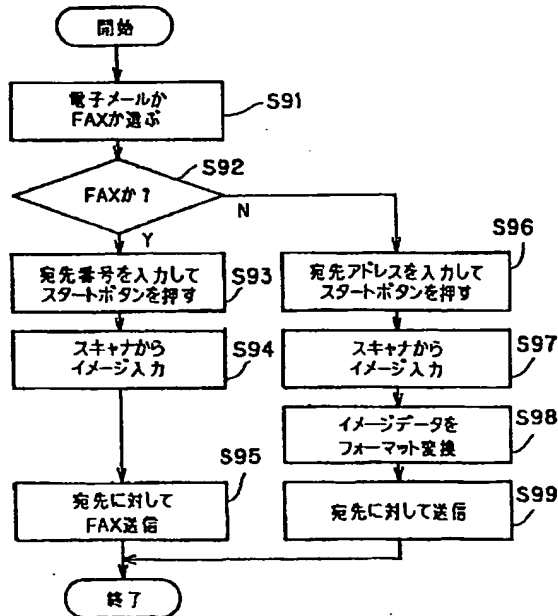 開始
電子メールか
FAXか選ぶ
S91
FAXか？
S92
N
Y
宛先番号を入力して
スタートボタンを押す
S93
スキャナから
イメージ入力
S94
宛先に対して
FAX送信
S95
宛先アドレスを入力して
スタートボタンを押す
S96
スキャナから
イメージ入力
S97
イメージデータを
フォーマット変換
S98
宛先に対して送信
S99
終了